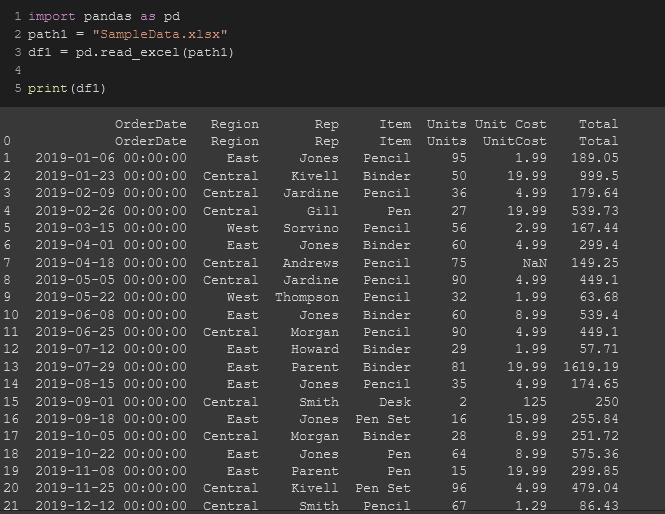 1 import pandas as pd
2 path1 = "SampleData.xlsx"
3 df1 = pd.read_excel(path1)
4
5 print(df1)
OrderDate Region Rep Item Units Unit Cost Total
0 OrderDate Region Rep Item Units UnitCost Total
1 2019-01-06 00:00:00 East Jones Pencil 95 1.99 189.05
2 2019-01-23 00:00:00 Central Kivell Binder 50 19.99 999.5
3 2019-02-09 00:00:00 Central Jardine Pencil 36 4.99 179.64
4 2019-02-26 00:00:00 Central Gill Pen 27 19.99 539.73
5 2019-03-15 00:00:00 West Sorvino Pencil 56 2.99 167.44
6 2019-04-01 00:00:00 East Jones Binder 60 4.99 299.4
7 2019-04-18 00:00:00 Central Andrews Pencil 75 NaN 149.25
8 2019-05-05 00:00:00 Central Jardine Pencil 90 4.99 449.1
9 2019-05-22 00:00:00 West Thompson Pencil 32 1.99 63.68
10 2019-06-08 00:00:00 East Jones Binder 60 8.99 539.4
11 2019-06-25 00:00:00 Central Morgan Pencil 90 4.99 449.1
12 2019-07-12 00:00:00 East Howard Binder 29 1.99 57.71
13 2019-07-29 00:00:00 East Parent Binder 81 19.99 1619.19
14 2019-08-15 00:00:00 East Jones Pencil 35 4.99 174.65
15 2019-09-01 00:00:00 Central Smith Desk 2 125 250
16 2019-09-18 00:00:00 East Jones Pen Set 16 15.99 255.84
17 2019-10-05 00:00:00 Central Morgan Binder 28 8.99 251.72
18 2019-10-22 00:00:00 East Jones Pen 64 8.99 575.36
19 2019-11-08 00:00:00 East Parent Pen 15 19.99 299.85
20 2019-11-25 00:00:00 Central Kivell Pen Set 96 4.99 479.04
21 2019-12-12 00:00:00 Central Smith Pencil 67 1.29 86.43